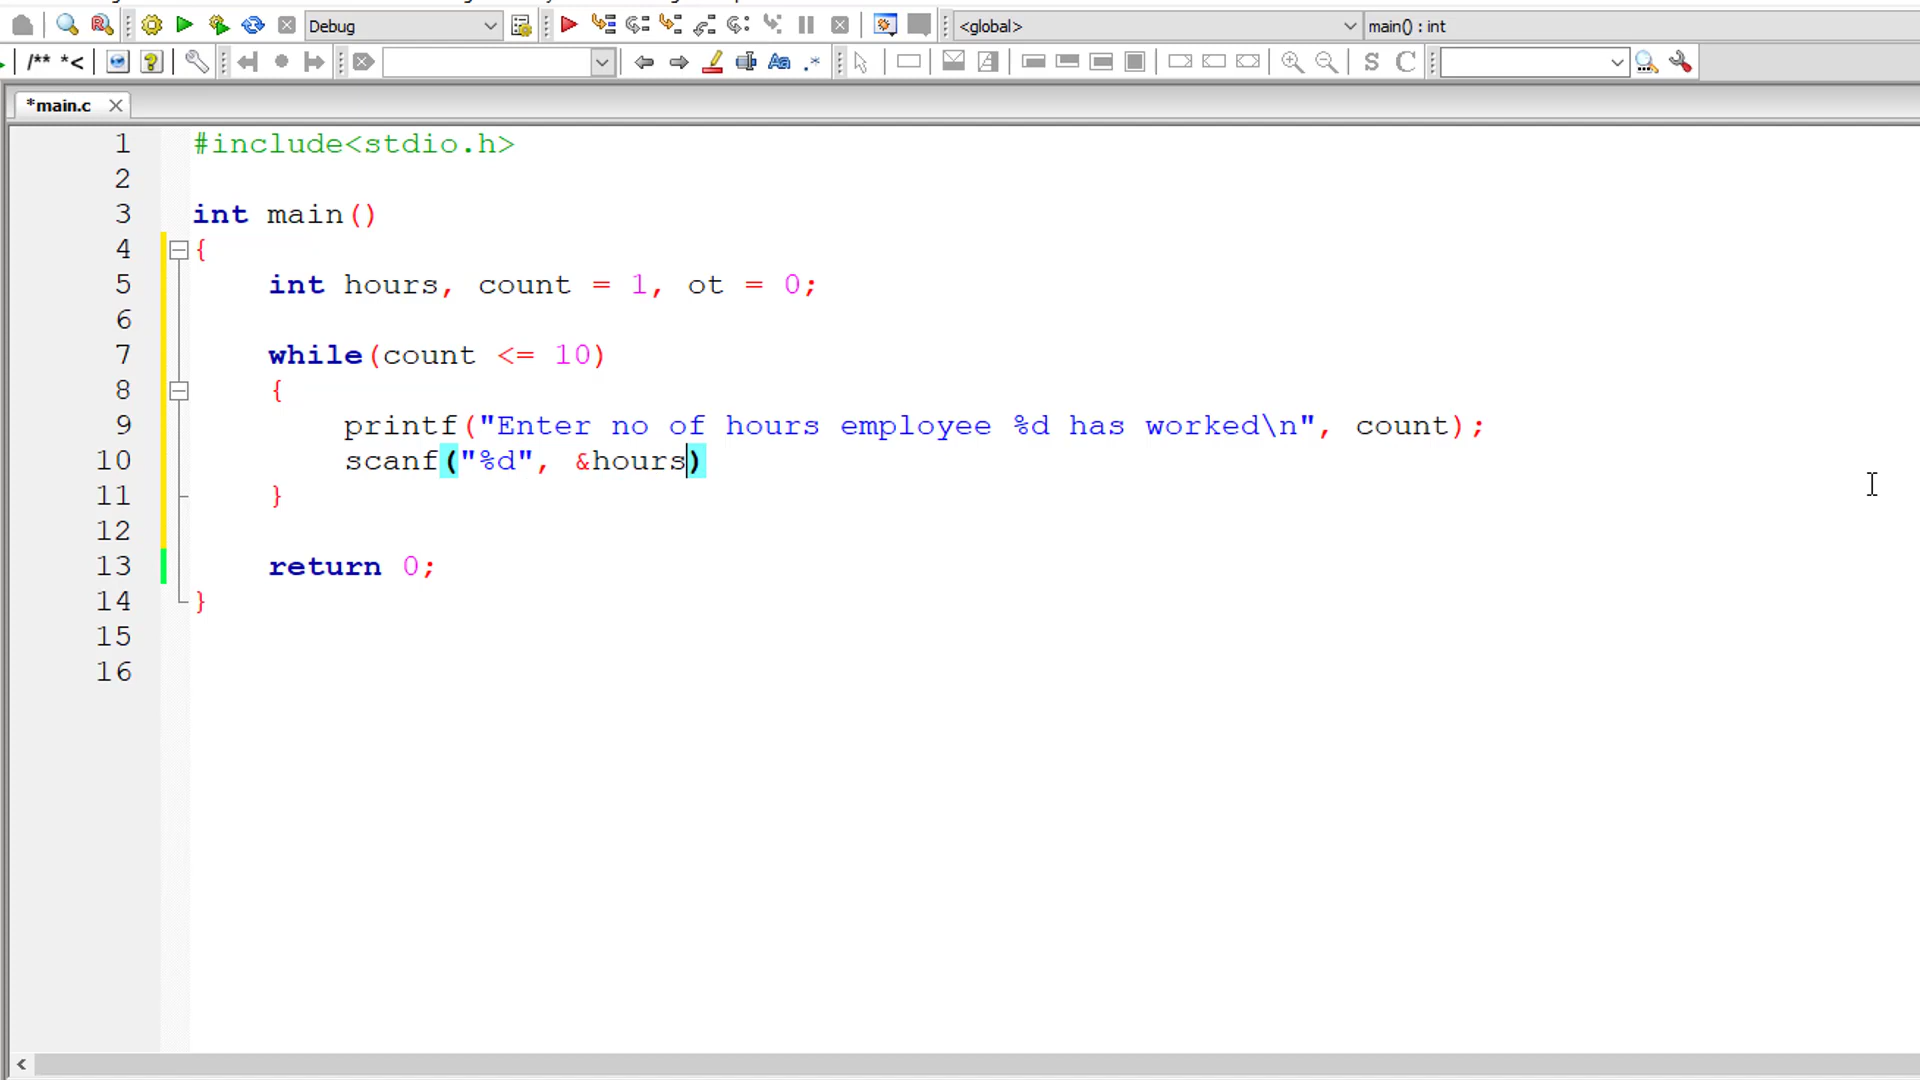 Debug
<global>
main() : int
/** *<
Aa
.*
S
C
*main.c
1 #include<stdio.h>
2
3 int main()
4 {
5 int hours, count = 1, ot = 0;
6
7 while(count <= 10)
8 {
9 printf("Enter no of hours employee %d has worked\n", count);
10 scanf("%d", &hours)
11 }
12
13 return 0;
14 }
15
16